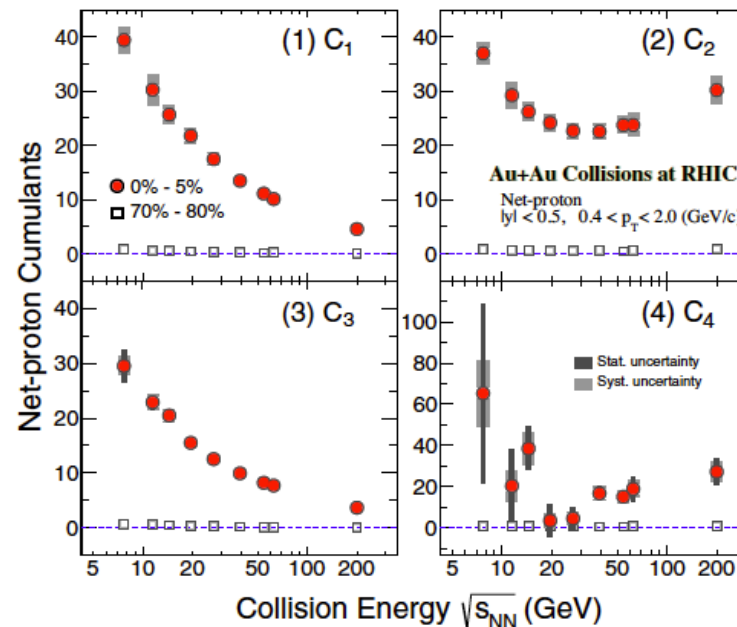 Net-proton Cumulants
(1) C1
40
30
20
10
0
0% - 5%
70% - 80%
(2) C2
40
30
20
10
0
Au+Au Collisions at RHIC
Net-proton
|y| < 0.5, 0.4 < pT < 2.0 (GeV/c)
(3) C3
40
30
20
10
0
5 10 20 50 100 200
(4) C4
100
80
60
40
20
0
Stat. uncertainty
Syst. uncertainty
5 10 20 50 100 200
Collision Energy √sNN (GeV)